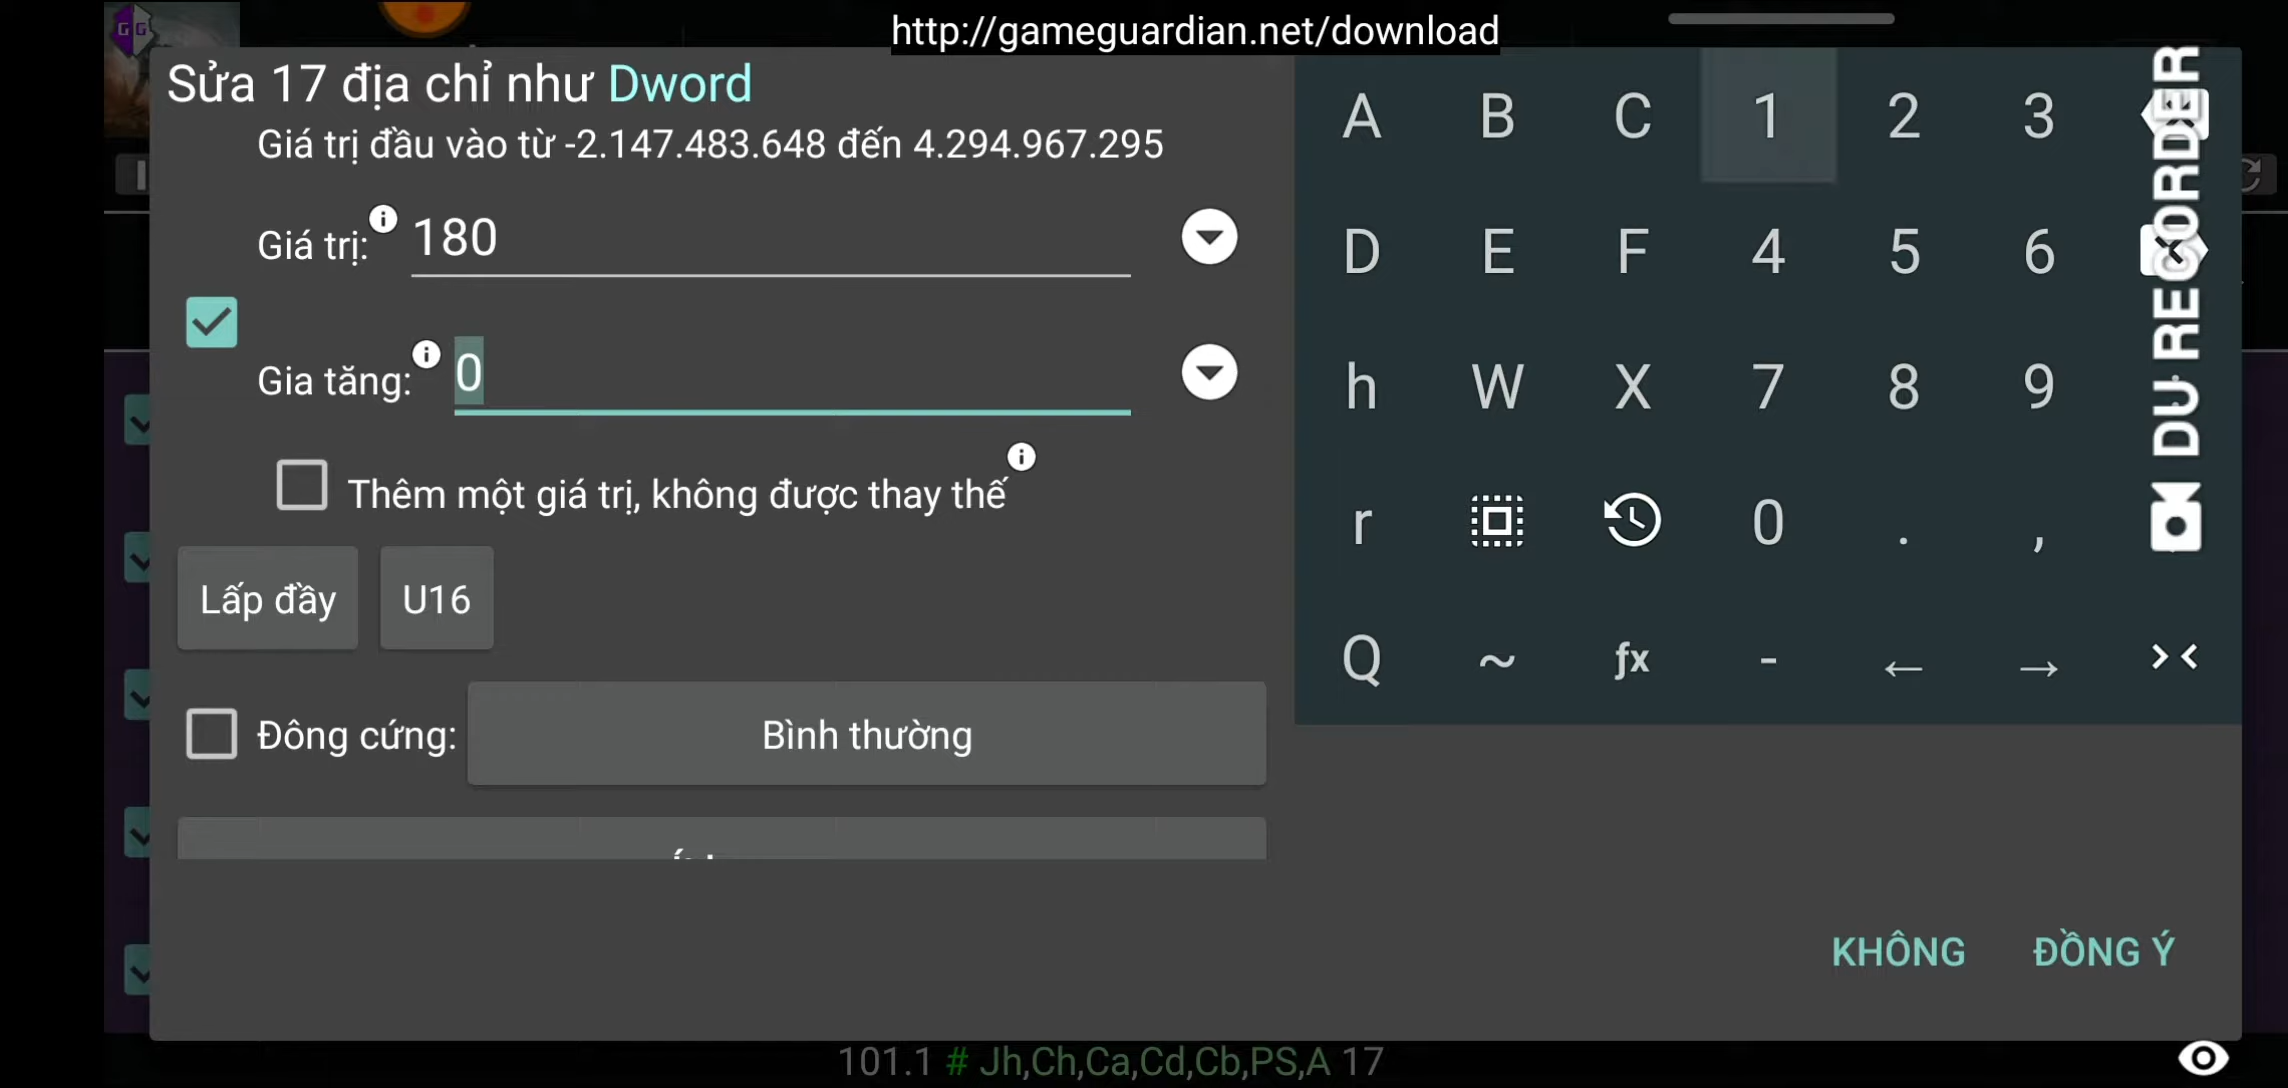 http://gameguardian.net/download
GG
Sửa 17 địa chỉ như Dword
Giá trị đầu vào từ -2.147.483.648 đến 4.294.967.295
Giá trị: 180
Gia tăng: 0
Thêm một giá trị, không được thay thế
Lấp đầy U16
Đông cứng: Bình thường
A B C 1 2 3
D E F 4 5 6
h W X 7 8 9
r 0 . ,
Q ~ ƒx - ← →
DU RECORDER
KHÔNG ĐỒNG Ý
101.1 # Jh,Ch,Ca,Cd,Cb,PS,A 17